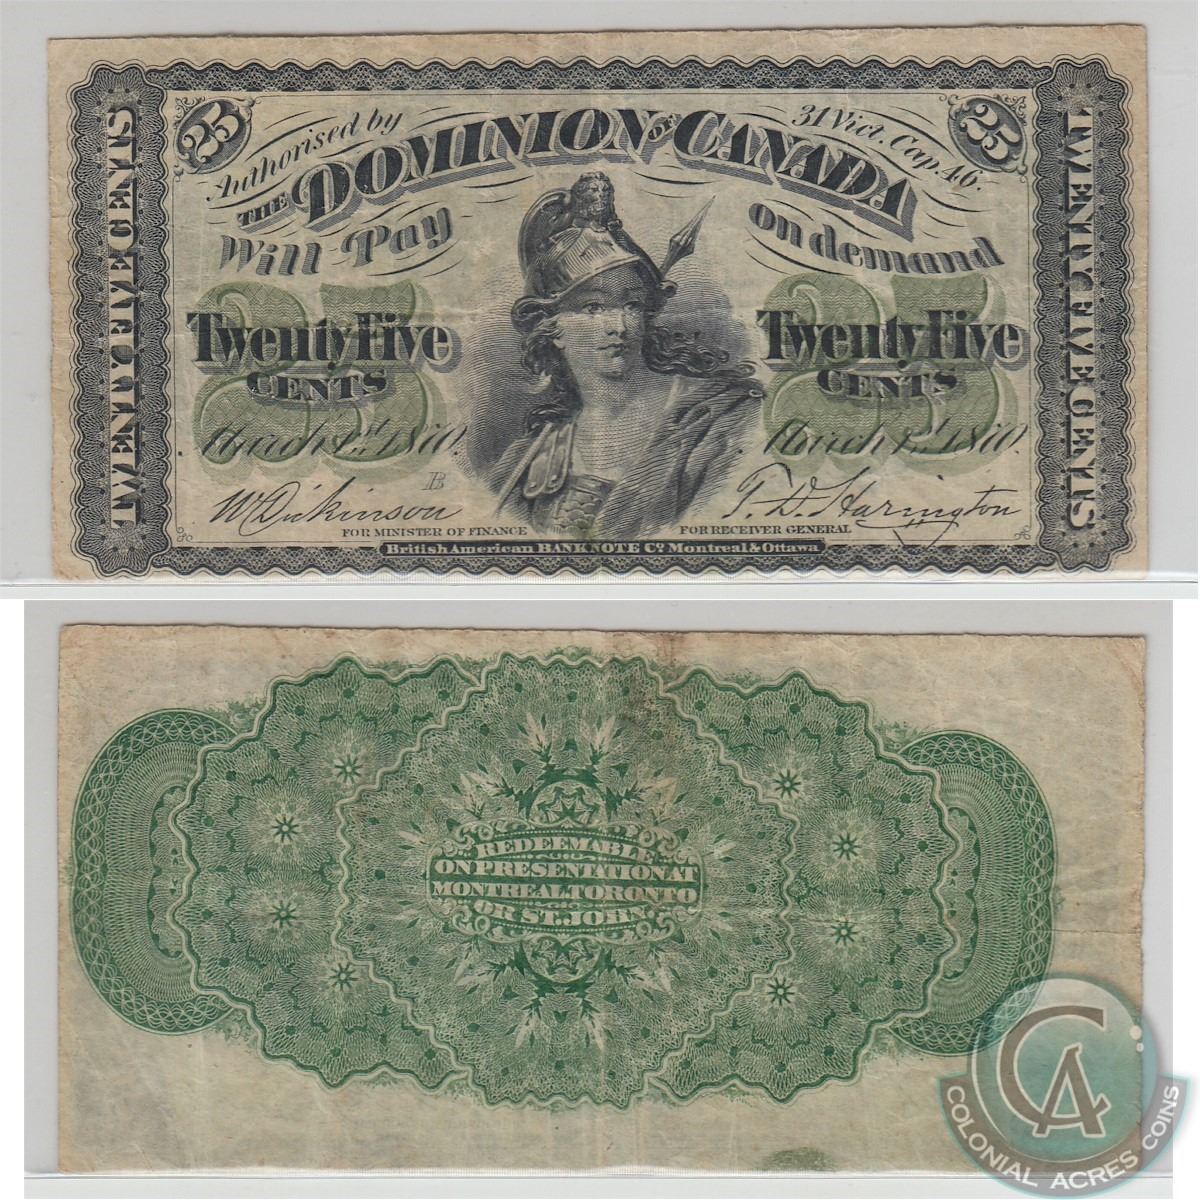 25
25
Authorised by
31 Vict. Cap. 46.
THE DOMINION OF CANADA
Will Pay
on demand
TWENTY FIVE CENTS
TWENTY FIVE CENTS
25
25
Twenty Five
CENTS
Twenty Five
CENTS
March 1st. 1870.
March 1st. 1870.
B
W Dickinson
T. D. Harington
FOR MINISTER OF FINANCE
FOR RECEIVER GENERAL
British American BANK NOTE Co. Montreal & Ottawa
REDEEMABLE
ON PRESENTATION AT
MONTREAL TORONTO
OR ST. JOHN
CA
COLONIAL ACRES COINS